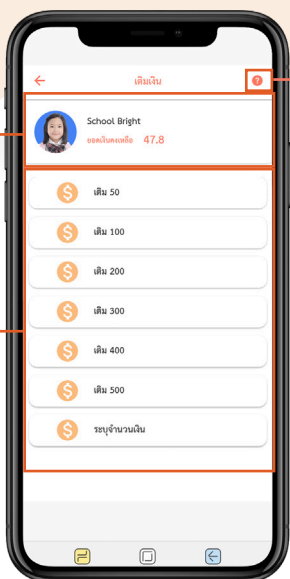 เติมเงิน
?
School Bright
ยอดเงินคงเหลือ 47.8
เติม 50
เติม 100
เติม 200
เติม 300
เติม 400
เติม 500
ระบุจำนวนเงิน